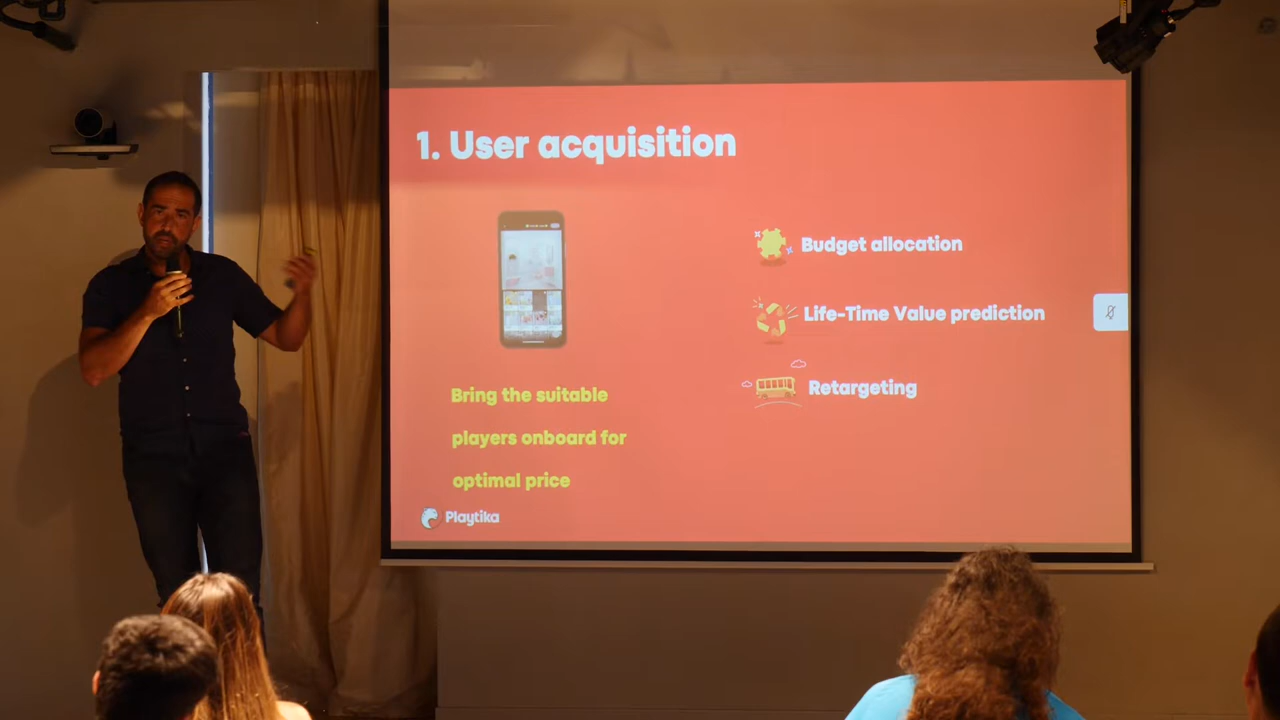 1. User acquisition
Budget allocation
Life-Time Value prediction
Retargeting
Bring the suitable
players onboard for
optimal price
Playtika